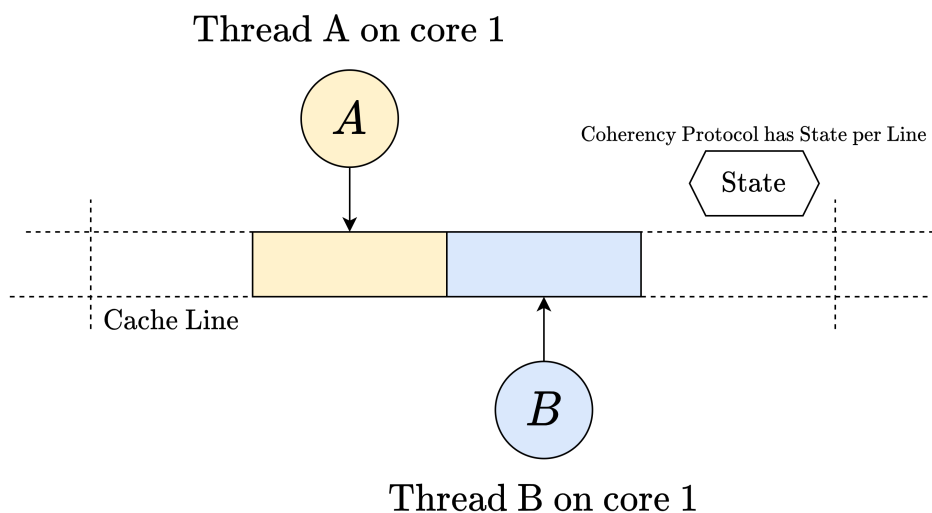 Thread A on core 1
A
Coherency Protocol has State per Line
State
Cache Line
B
Thread B on core 1